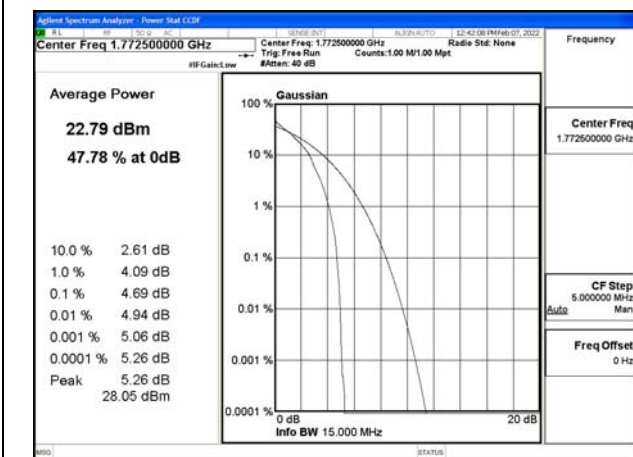 Agilent Spectrum Analyzer - Power Stat CCDF
RL RF 50 Ω AC SENSE:INT ALIGNAUTO 12:42:08 PM Feb 07, 2022
Center Freq 1.772500000 GHz
Center Freq: 1.772500000 GHz Radio Std: None
Trig: Free Run Counts:1.00 M/1.00 Mpt
#IFGain:Low #Atten: 40 dB
Frequency
Average Power
22.79 dBm
47.78 % at 0dB
10.0 % 2.61 dB
1.0 % 4.09 dB
0.1 % 4.69 dB
0.01 % 4.94 dB
0.001 % 5.06 dB
0.0001 % 5.26 dB
Peak 5.26 dB
28.05 dBm
Gaussian
100 %
10 %
1 %
0.1 %
0.01 %
0.001 %
0.0001 %
0 dB 20 dB
Info BW 15.000 MHz
Center Freq
1.772500000 GHz
CF Step
5.000000 MHz
Auto Man
Freq Offset
0 Hz
MSG STATUS